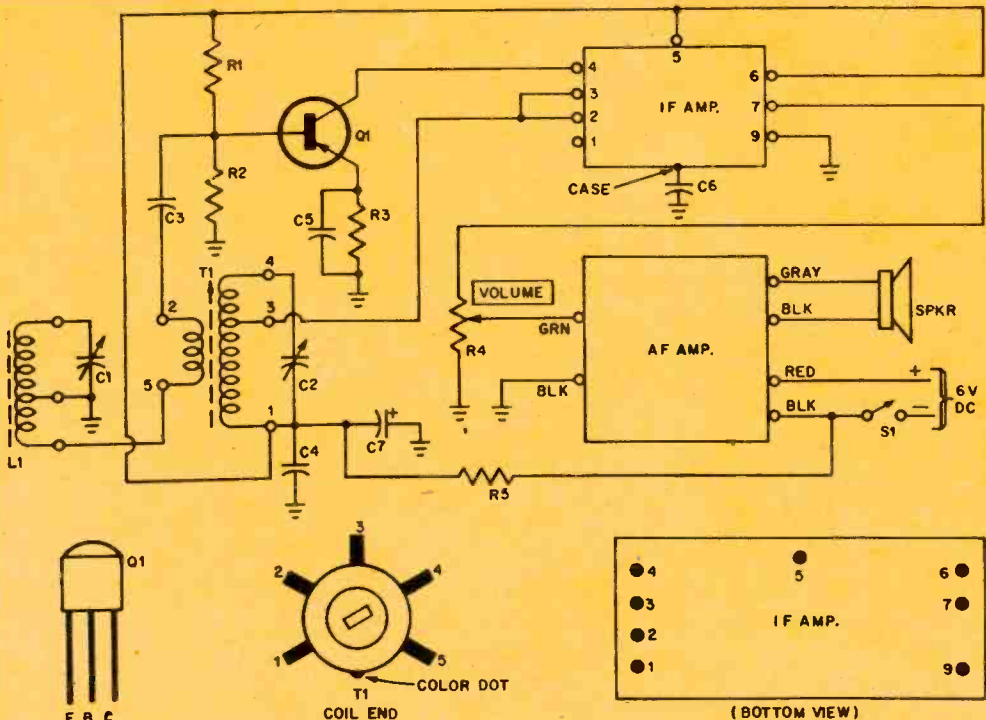 R1
Q1
R2
C3
C5
R3
4
3
2
1
5
IF AMP.
6
7
9
CASE
C6
T1
4
3
2
5
1
C1
L1
C2
C4
C7
VOLUME
R4
GRN
BLK
AF AMP.
GRAY
BLK
SPKR
RED
BLK
+
−
6V
DC
S1
+
R5
Q1
E B C
3
2
4
1
5
T1
COLOR DOT
COIL END
4
3
2
1
5
IF AMP.
6
7
9
(BOTTOM VIEW)